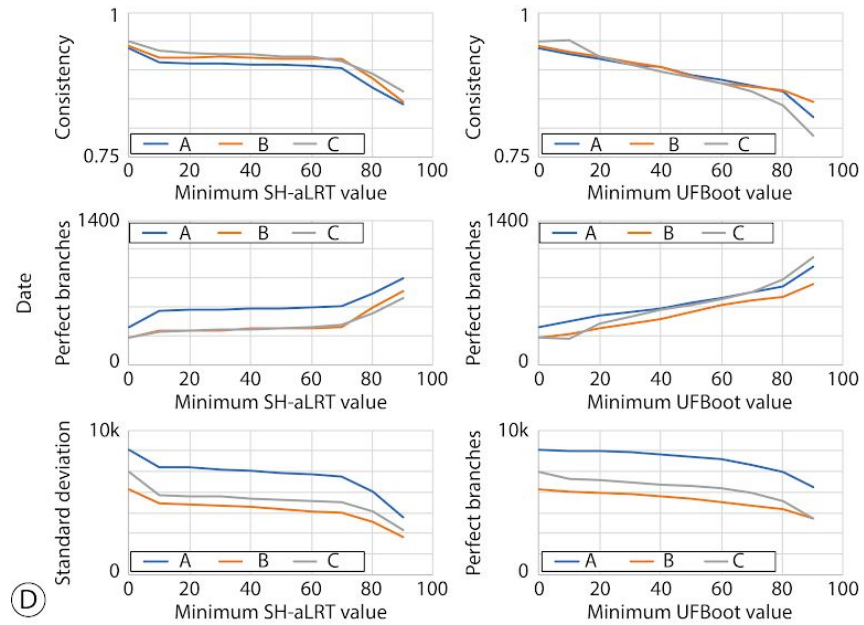 1
Consistency
0.75
A B C
0 20 40 60 80 100
Minimum SH-aLRT value
1
Consistency
0.75
A B C
0 20 40 60 80 100
Minimum UFBoot value
Date
1400
Perfect branches
0
A B C
0 20 40 60 80 100
Minimum SH-aLRT value
1400
Perfect branches
0
A B C
0 20 40 60 80 100
Minimum UFBoot value
10k
Standard deviation
0
A B C
0 20 40 60 80 100
Minimum SH-aLRT value
10k
Perfect branches
0
A B C
0 20 40 60 80 100
Minimum UFBoot value
D